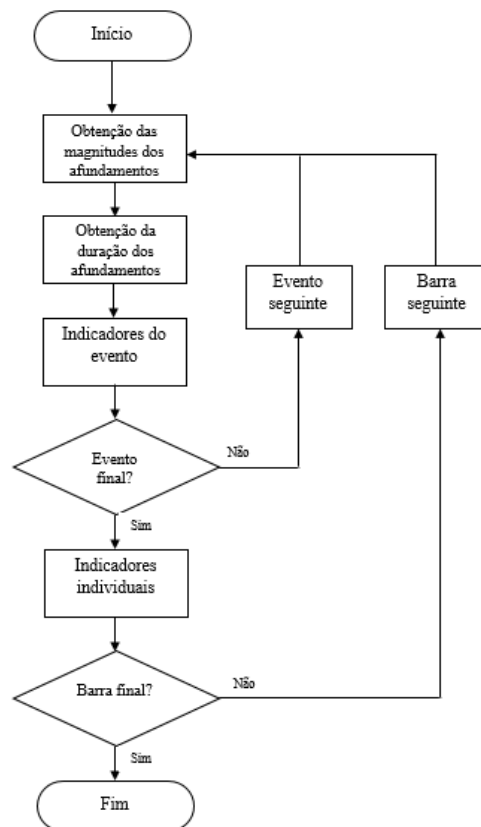 Início
Obtenção das
magnitudes dos
afundamentos
Obtenção da
duração dos
afundamentos
Evento
seguinte
Barra
seguinte
Indicadores do
evento
Evento
final?
Não
Sim
Indicadores
individuais
Barra final?
Não
Sim
Fim